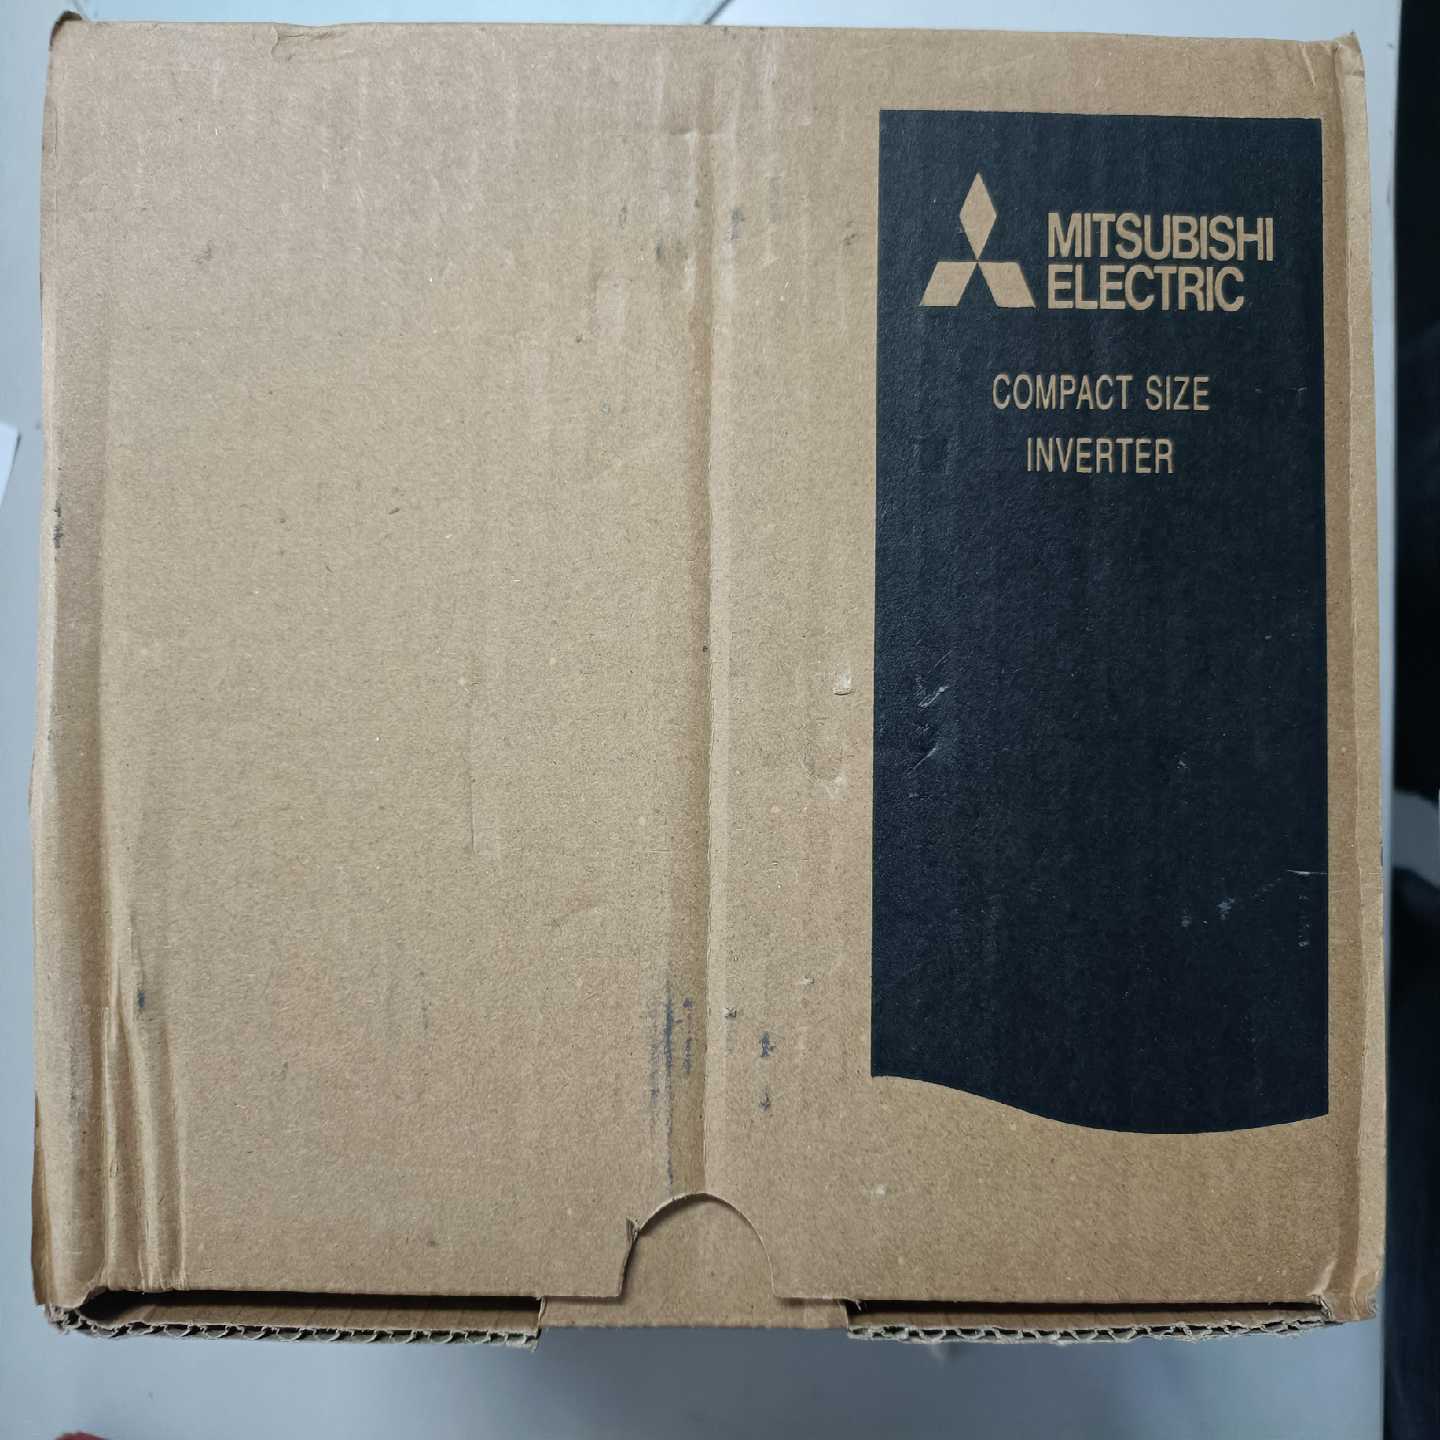 MITSUBISHI
ELECTRIC
COMPACT SIZE
INVERTER